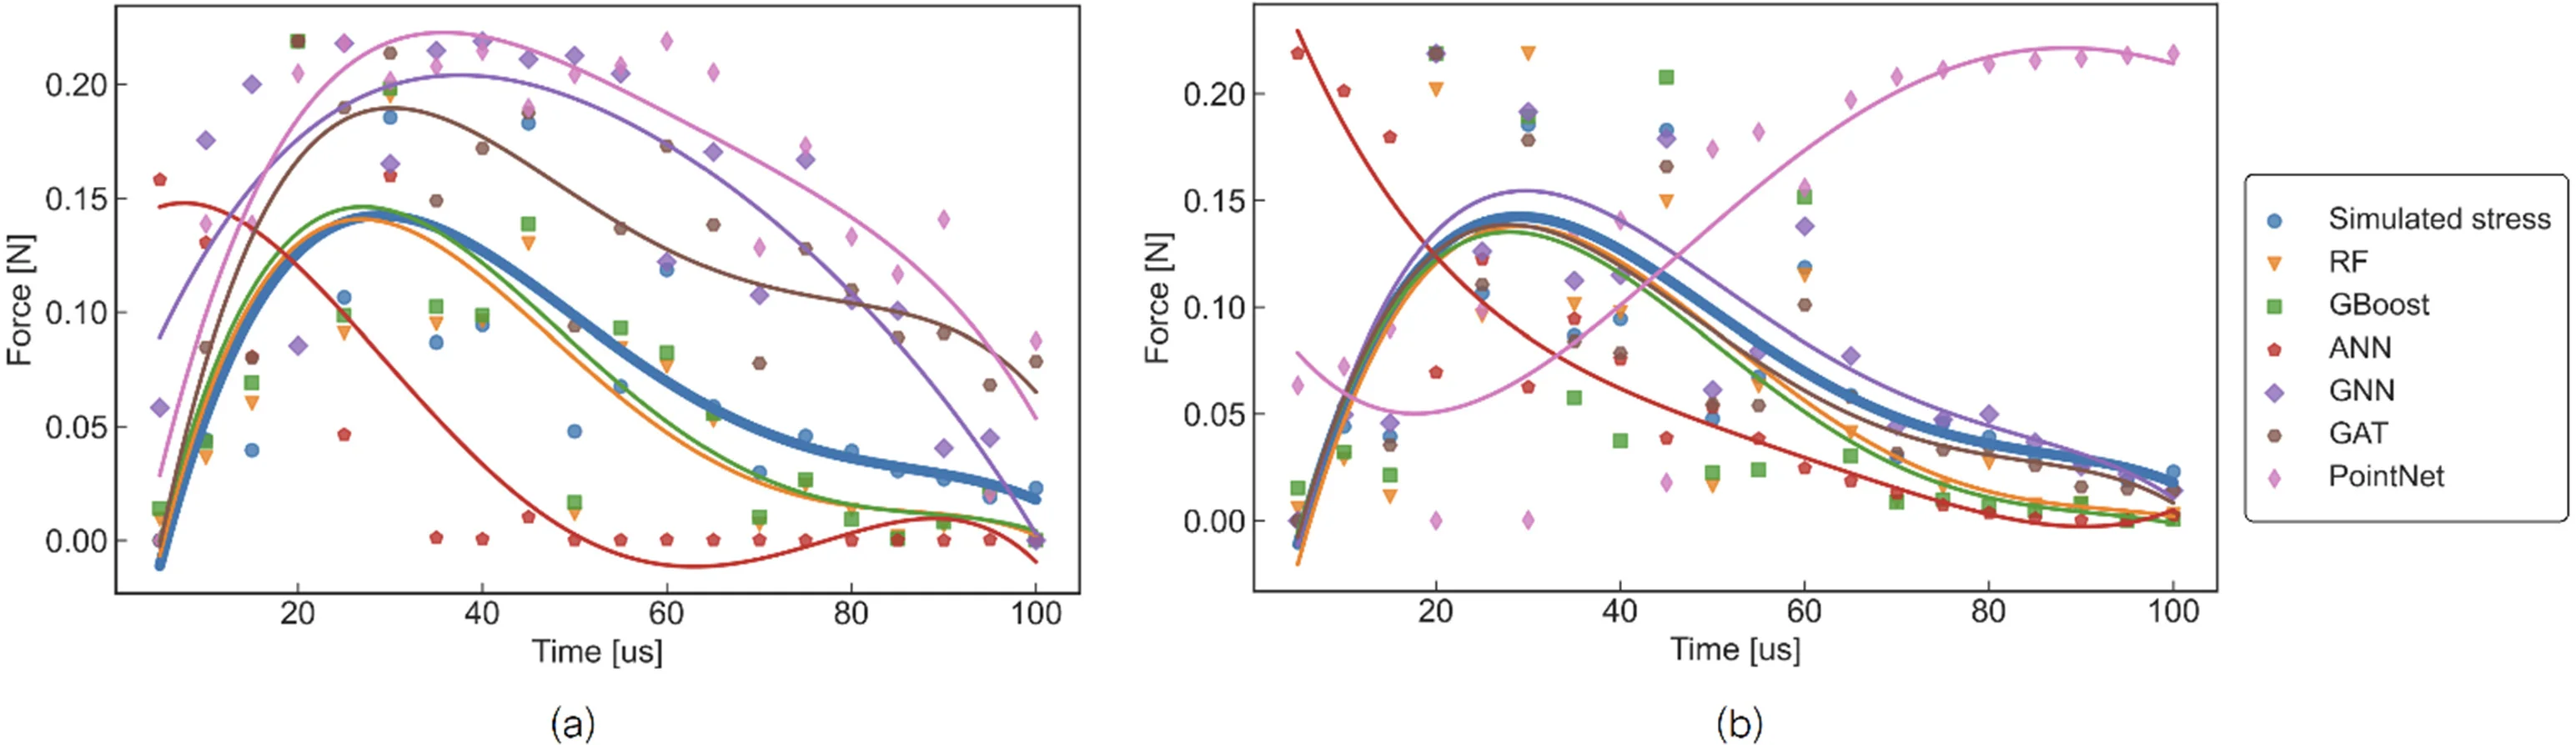 0.20
0.15
0.10
0.05
0.00
Force [N]
20 40 60 80 100
Time [us]
(a)
0.20
0.15
0.10
0.05
0.00
Force [N]
20 40 60 80 100
Time [us]
(b)
Simulated stress
RF
GBoost
ANN
GNN
GAT
PointNet